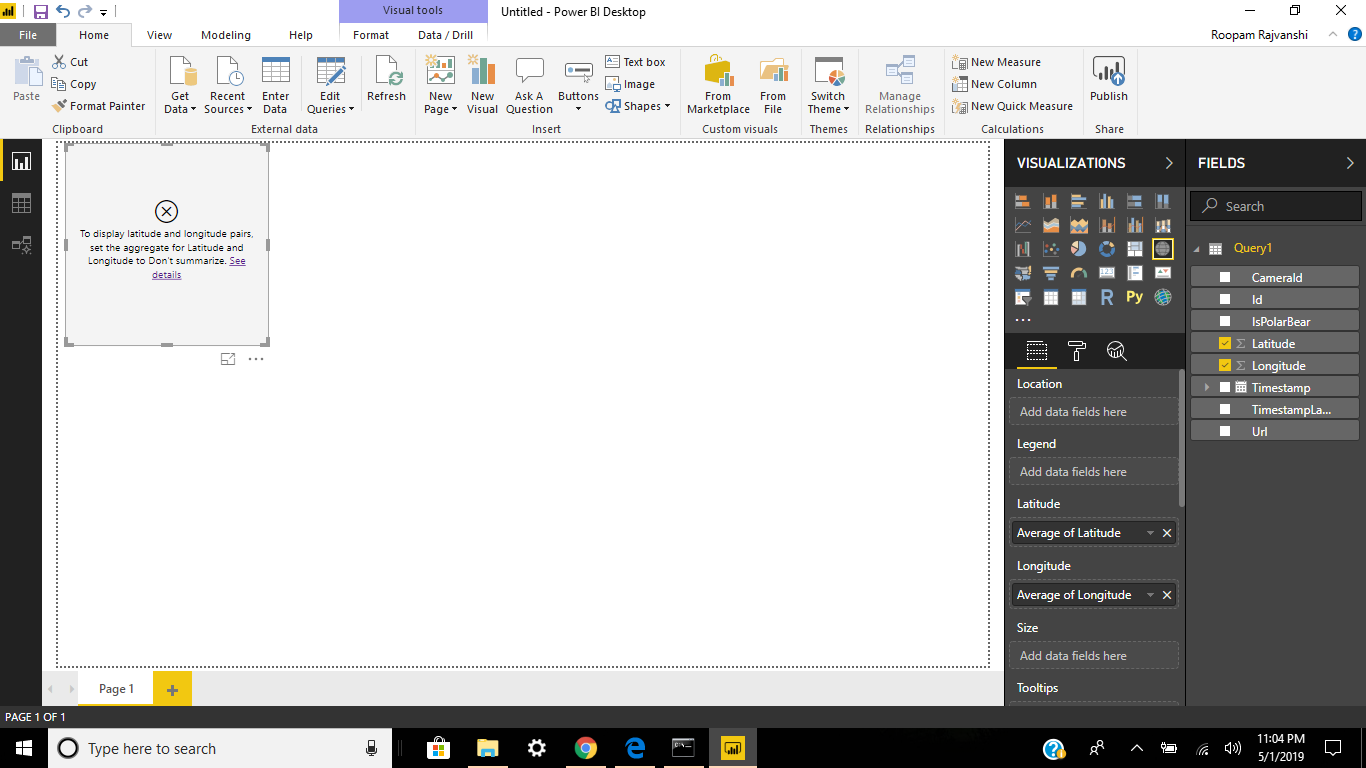 Visual tools
Untitled - Power BI Desktop
File
Home
View
Modeling
Help
Format
Data / Drill
Roopam Rajvanshi
Paste
Cut
Copy
Format Painter
Clipboard
Get Data
Recent Sources
Enter Data
Edit Queries
Refresh
External data
New Page
New Visual
Ask A Question
Buttons
Text box
Image
Shapes
Insert
From Marketplace
From File
Custom visuals
Switch Theme
Themes
Manage Relationships
Relationships
New Measure
New Column
New Quick Measure
Calculations
Publish
Share
To display latitude and longitude pairs,
set the aggregate for Latitude and
Longitude to Don't summarize. See
details
VISUALIZATIONS
R
Py
Location
Add data fields here
Legend
Add data fields here
Latitude
Average of Latitude
Longitude
Average of Longitude
Size
Add data fields here
Tooltips
FIELDS
Search
Query1
CameraId
Id
IsPolarBear
Latitude
Longitude
Timestamp
TimestampLa...
Url
Page 1
PAGE 1 OF 1
Type here to search
11:04 PM
5/1/2019